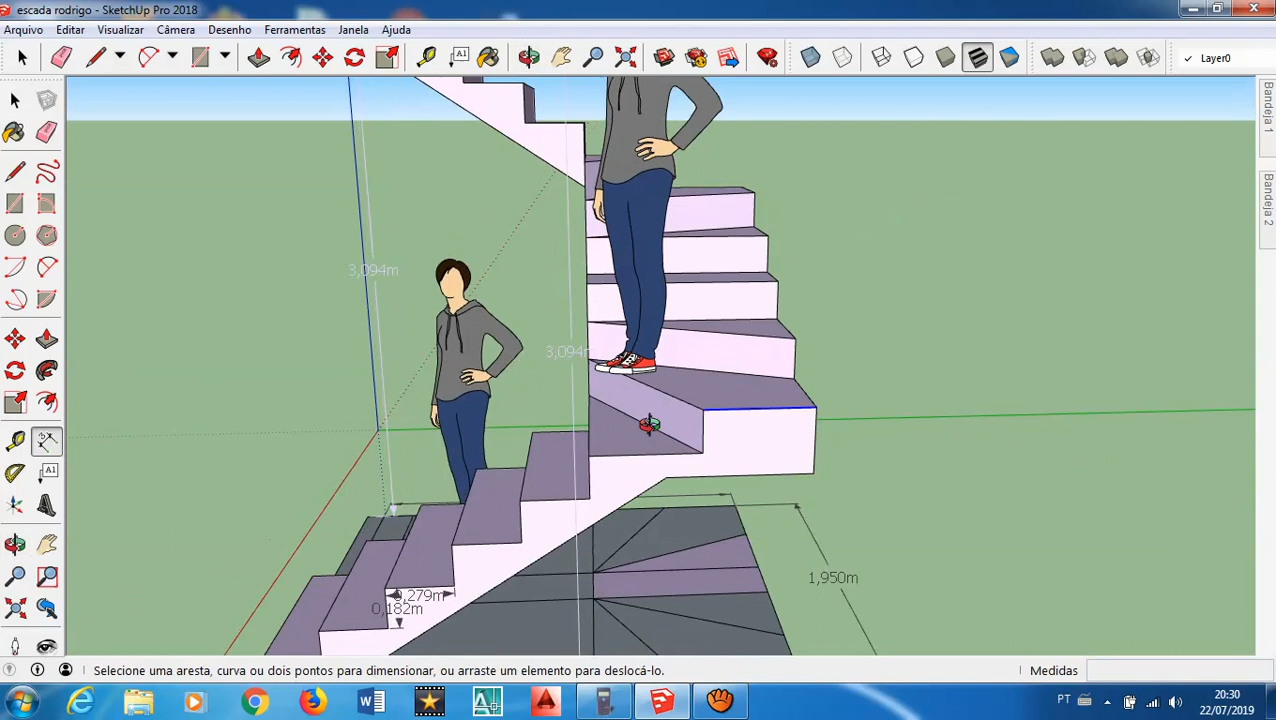 escada rodrigo - SketchUp Pro 2018
Arquivo Editar Visualizar Câmera Desenho Ferramentas Janela Ajuda
A1
✓ Layer0
Bandeja 1
Bandeja 2
3,094m
3,094m
A1
1,950m
0,279m
0,182m
Selecione uma aresta, curva ou dois pontos para dimensionar, ou arraste um elemento para deslocá-lo.
Medidas
PT
20:30
22/07/2019